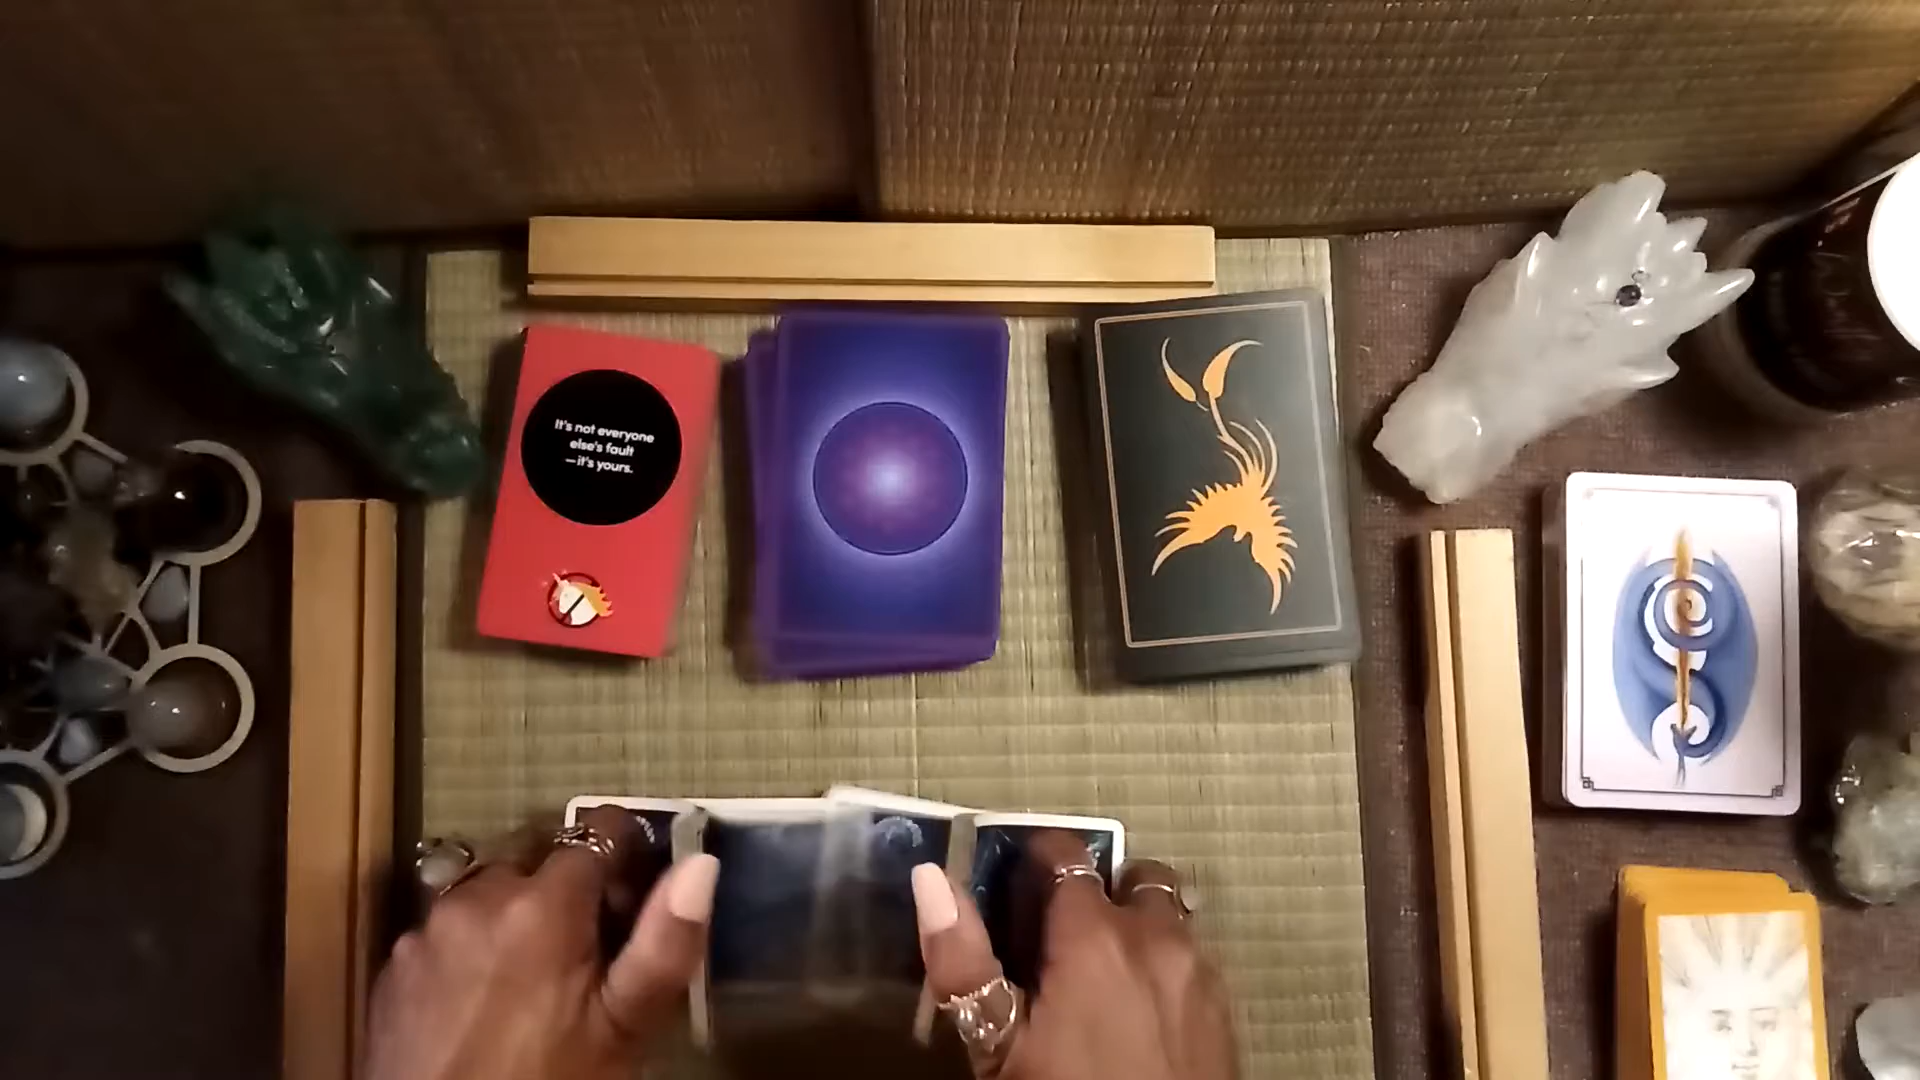 It's not everyone
else's fault
—it's yours.